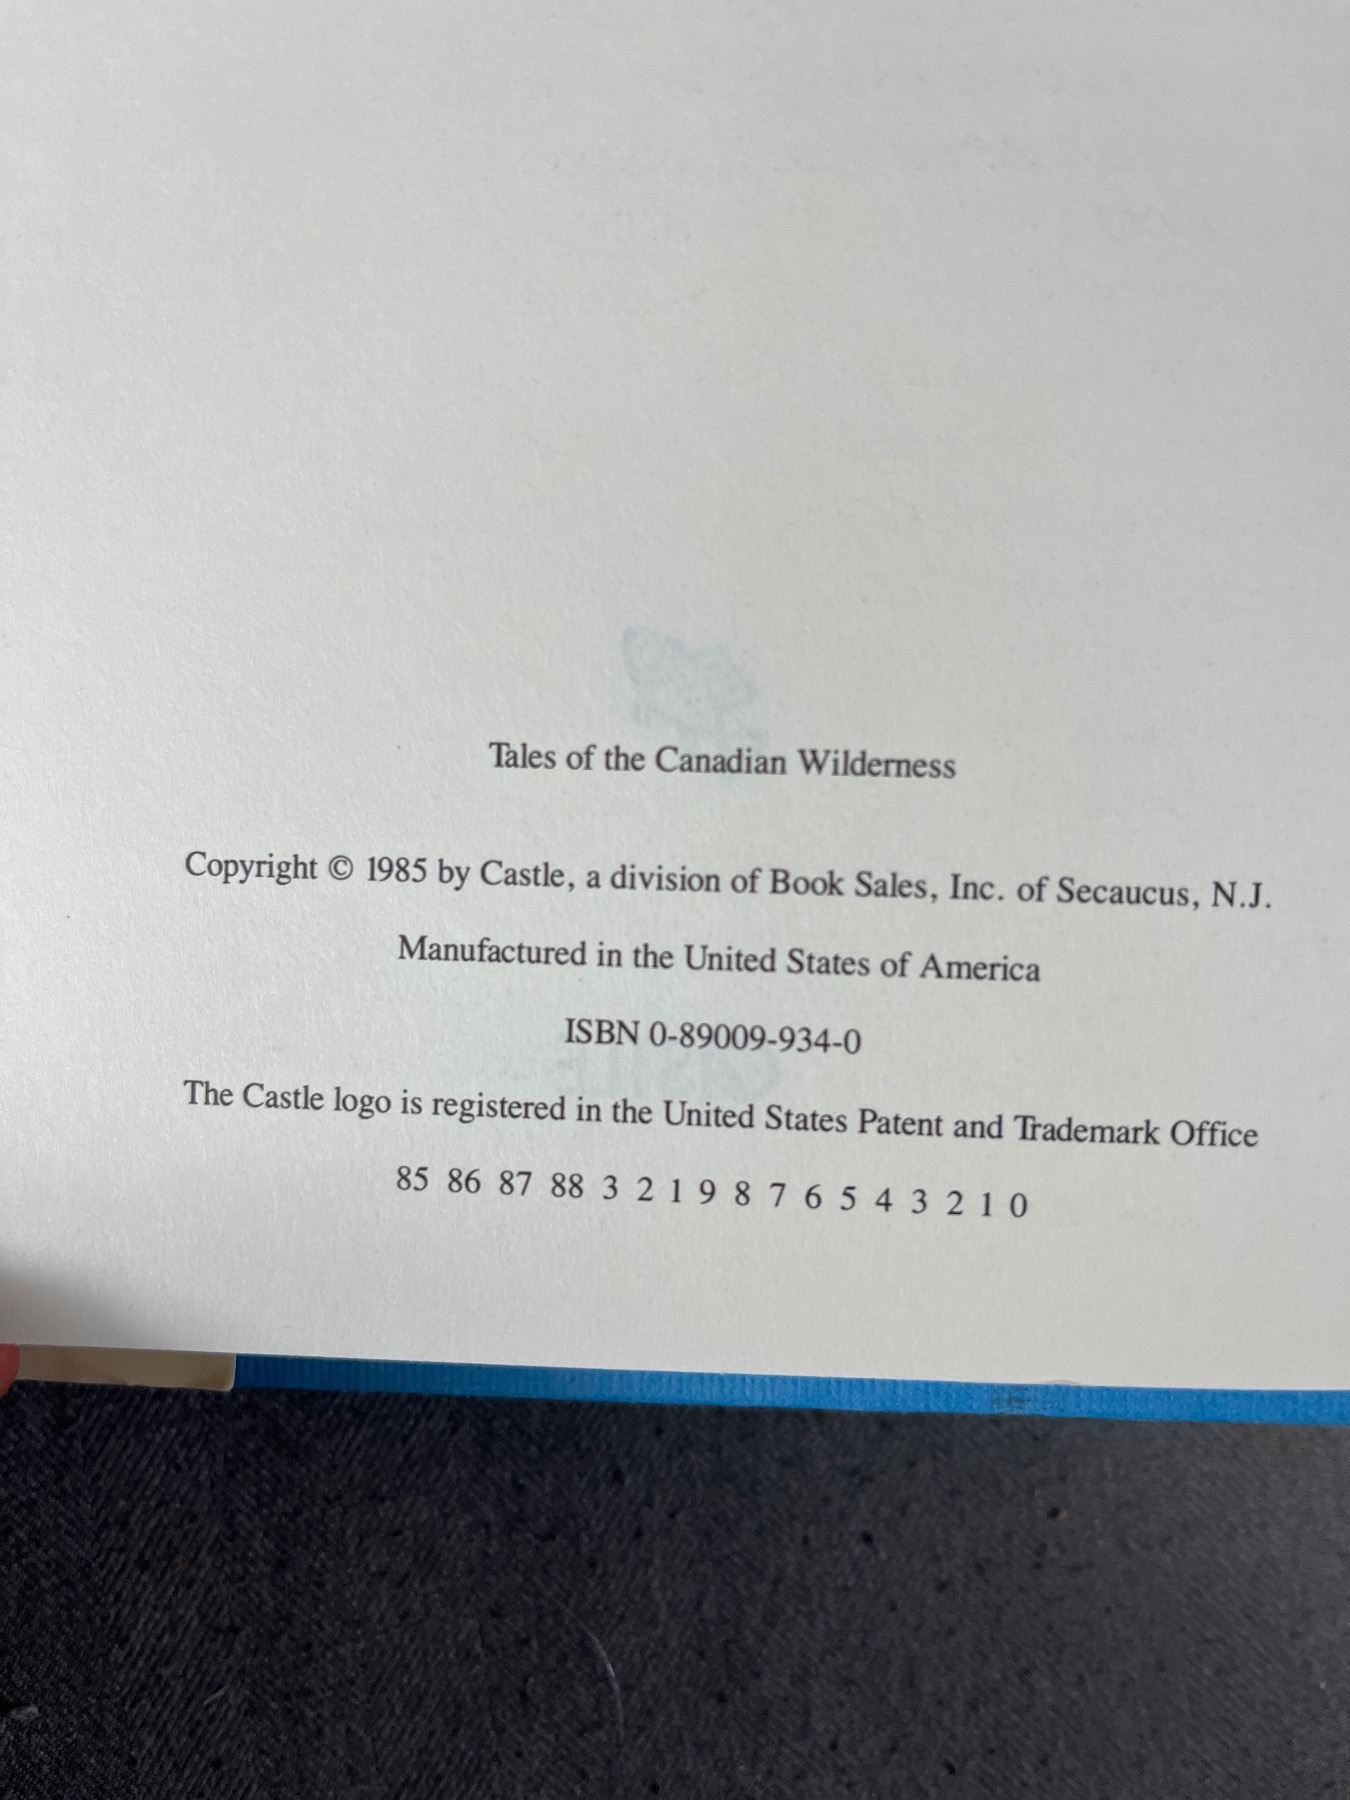 Tales of the Canadian Wilderness
Copyright © 1985 by Castle, a division of Book Sales, Inc. of Secaucus, N.J.
Manufactured in the United States of America
ISBN 0-89009-934-0
The Castle logo is registered in the United States Patent and Trademark Office
85 86 87 88 3 2 1 9 8 7 6 5 4 3 2 1 0